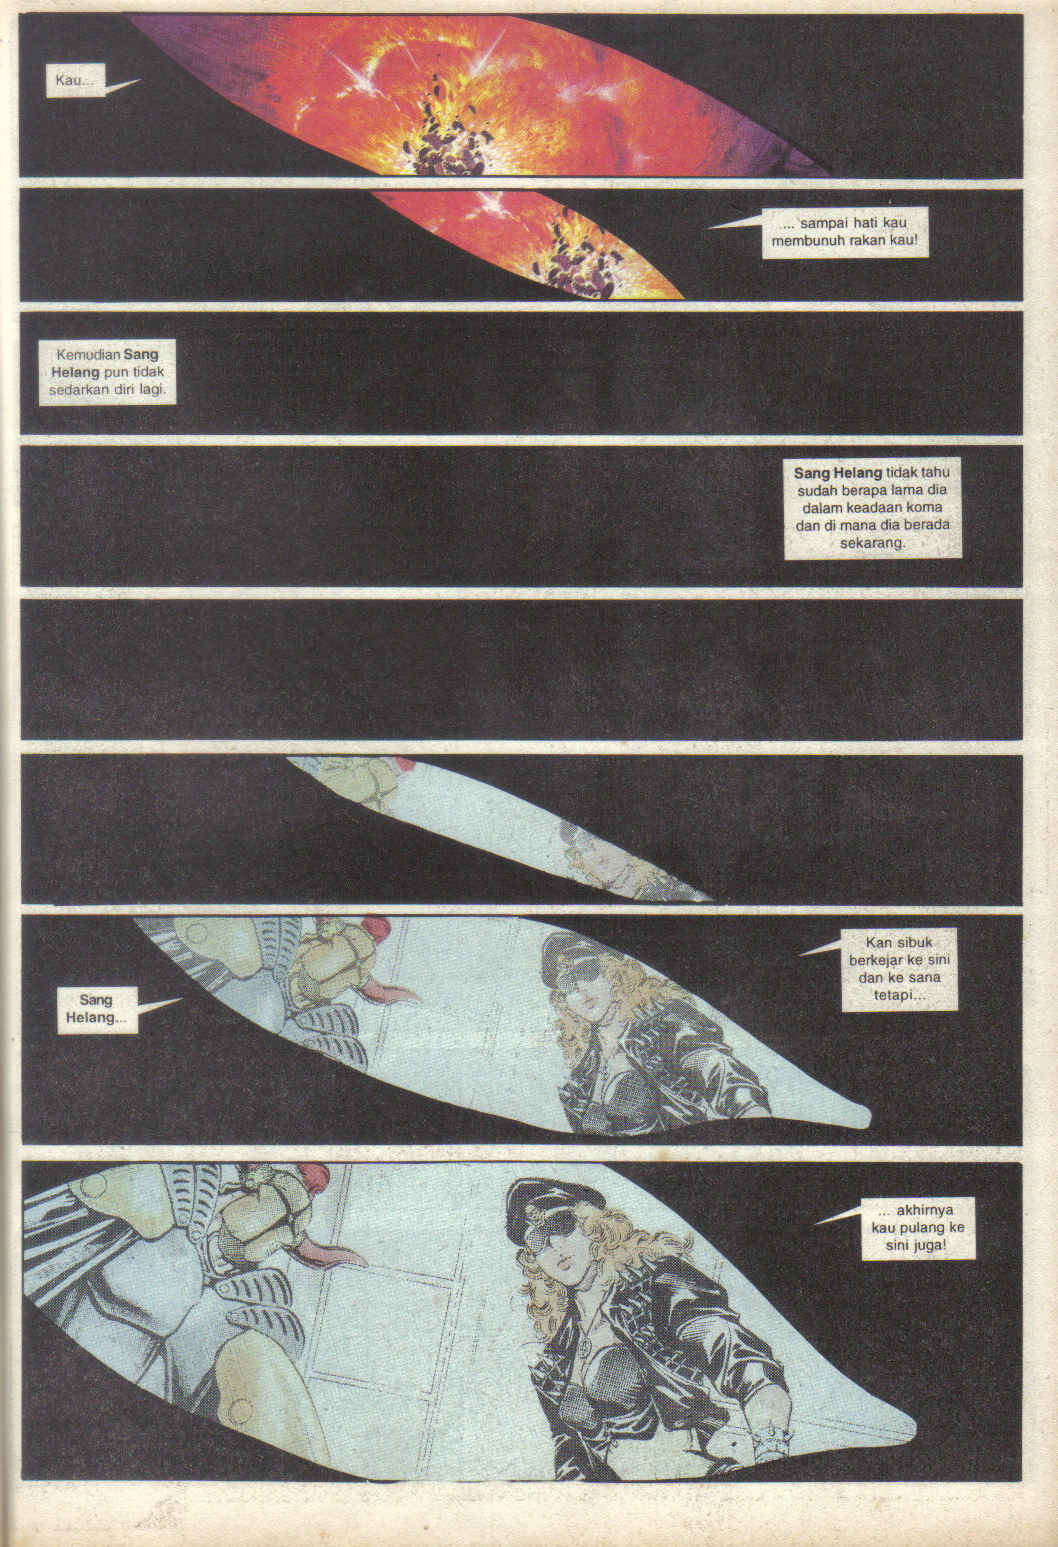 Kau...
.... sampai hati kau
membunuh rakan kau!
Kemudian Sang
Helang pun tidak
sedarkan diri lagi.
Sang Helang tidak tahu
sudah berapa lama dia
dalam keadaan koma
dan di mana dia berada
sekarang.
Sang
Helang...
Kan sibuk
berkejar ke sini
dan ke sana
tetapi...
... akhirnya
kau pulang ke
sini juga!